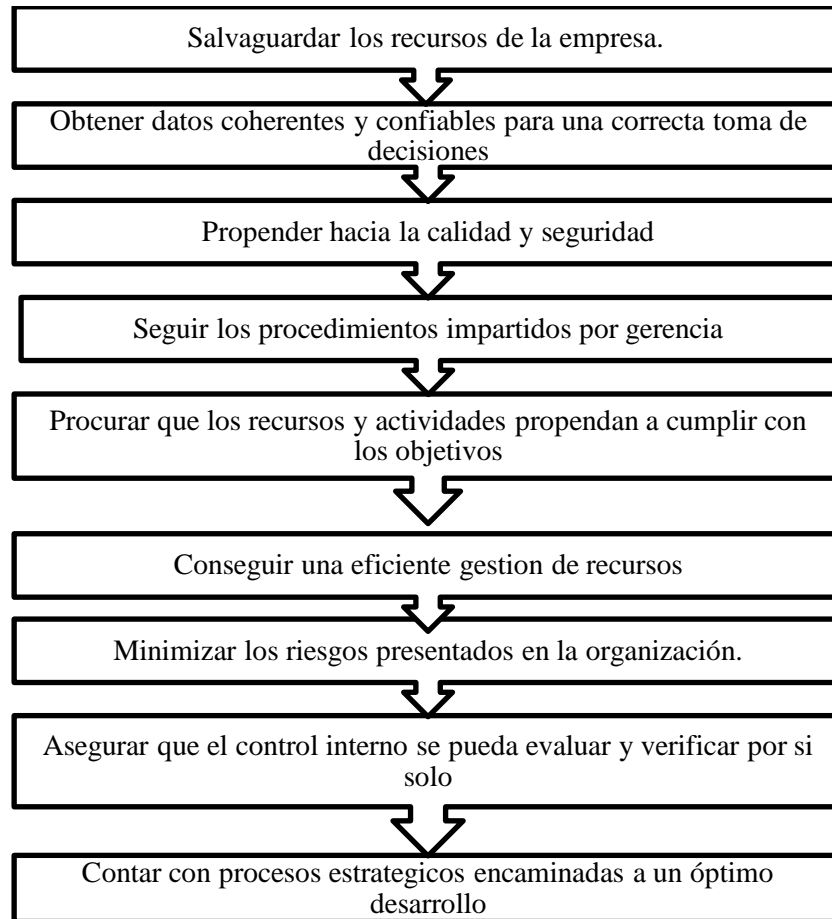 Salvaguardar los recursos de la empresa.
Obtener datos coherentes y confiables para una correcta toma de
decisiones
Propender hacia la calidad y seguridad
Seguir los procedimientos impartidos por gerencia
Procurar que los recursos y actividades propendan a cumplir con
los objetivos
Conseguir una eficiente gestion de recursos
Minimizar los riesgos presentados en la organización.
Asegurar que el control interno se pueda evaluar y verificar por si
solo
Contar con procesos estrategicos encaminadas a un óptimo
desarrollo